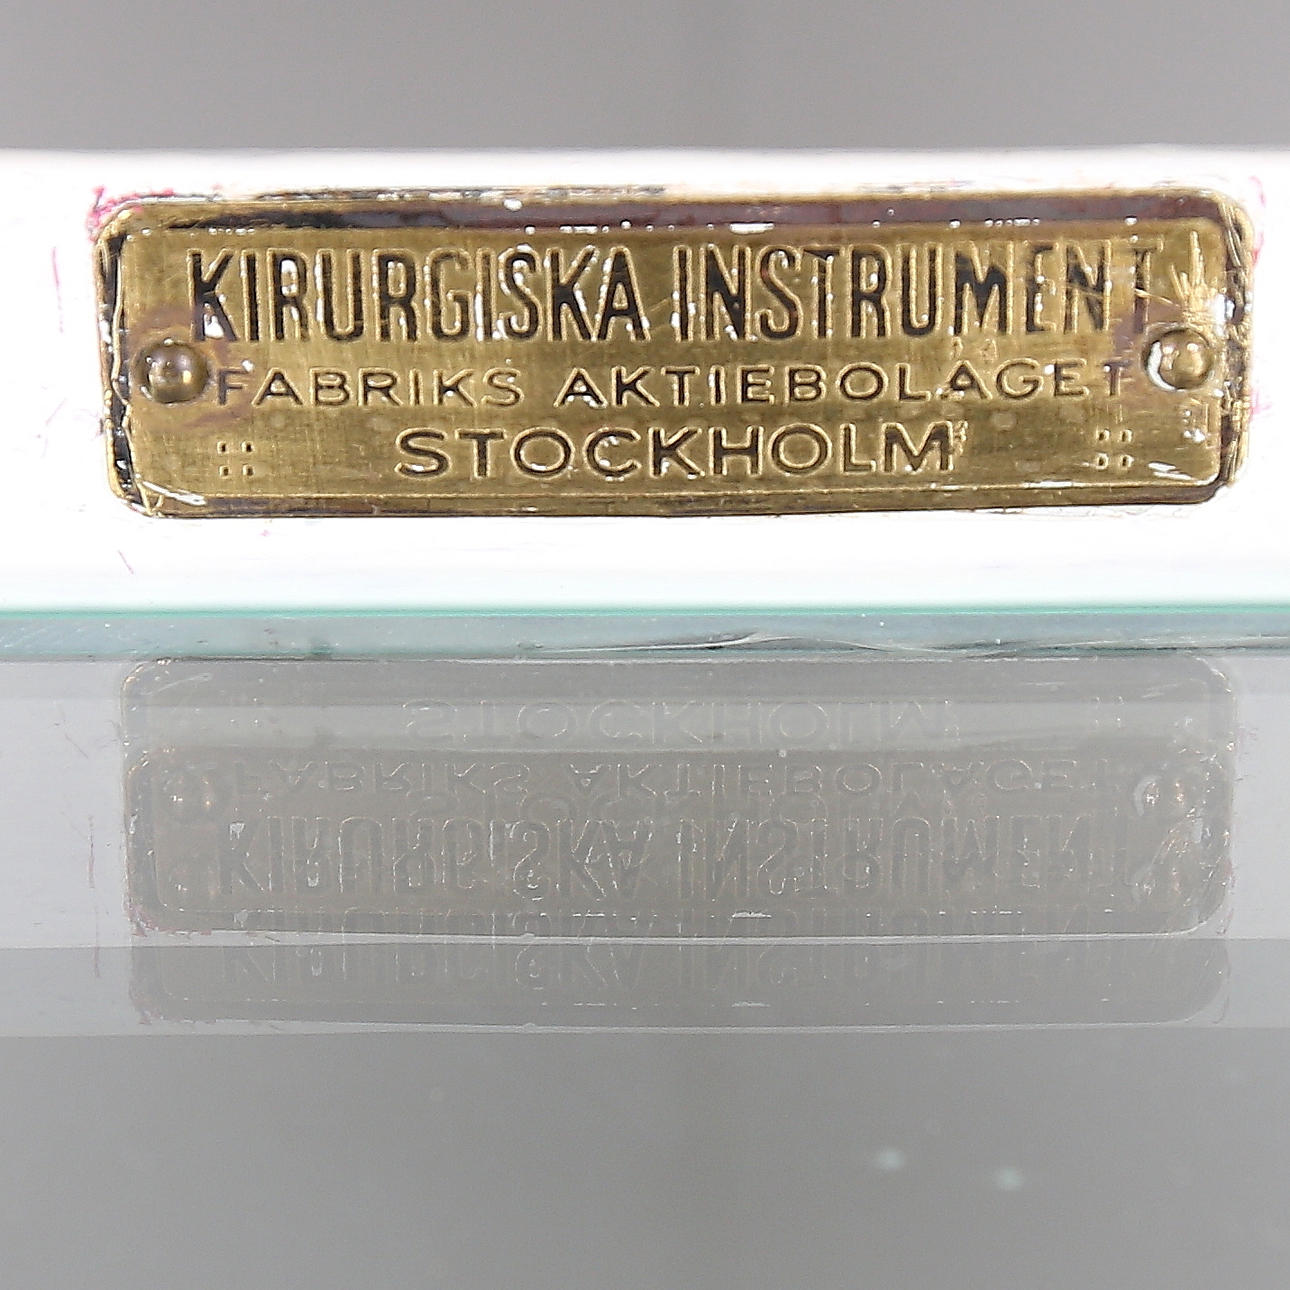 KIRURGISKA INSTRUMENT
FABRIKS AKTIEBOLAGET
STOCKHOLM